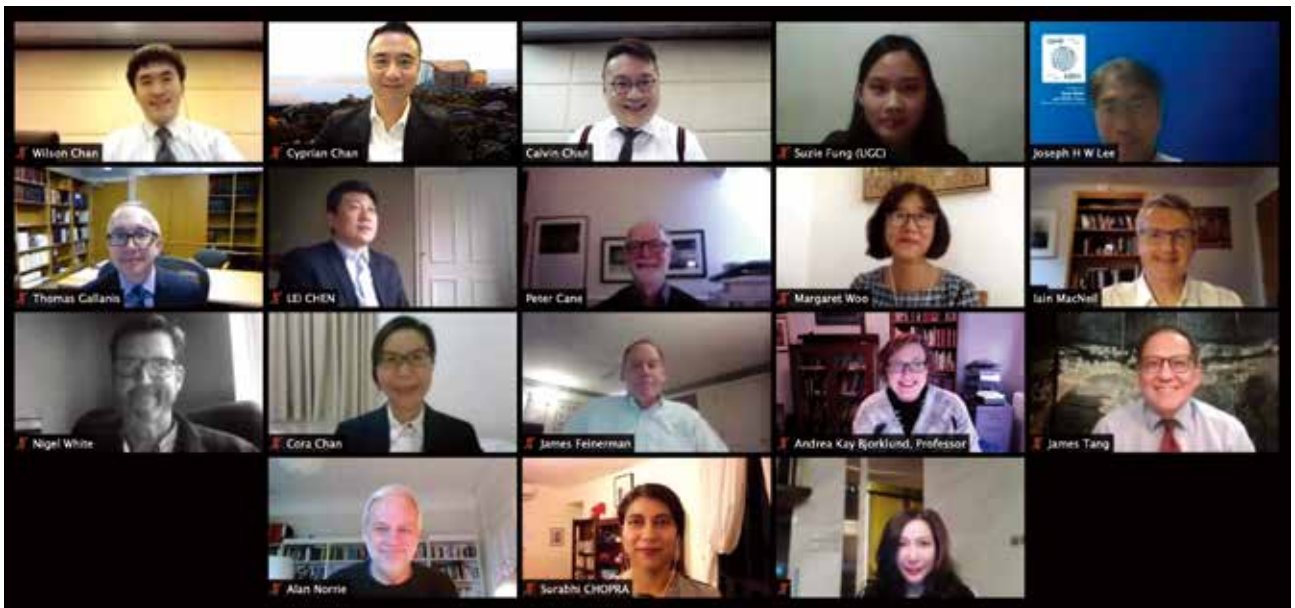 Wilson Chan
Cyprian Chan
Calvin Chan
Suzie Fung (UGC)
Joseph H W Lee
Thomas Gallanis
LEI CHEN
Peter Cane
Margaret Woo
Iain MacNeil
Nigel White
Cora Chan
James Feinerman
Andrea Kay Bjorklund, Professor
James Tang
Alan Norrie
Surabhi CHOPRA